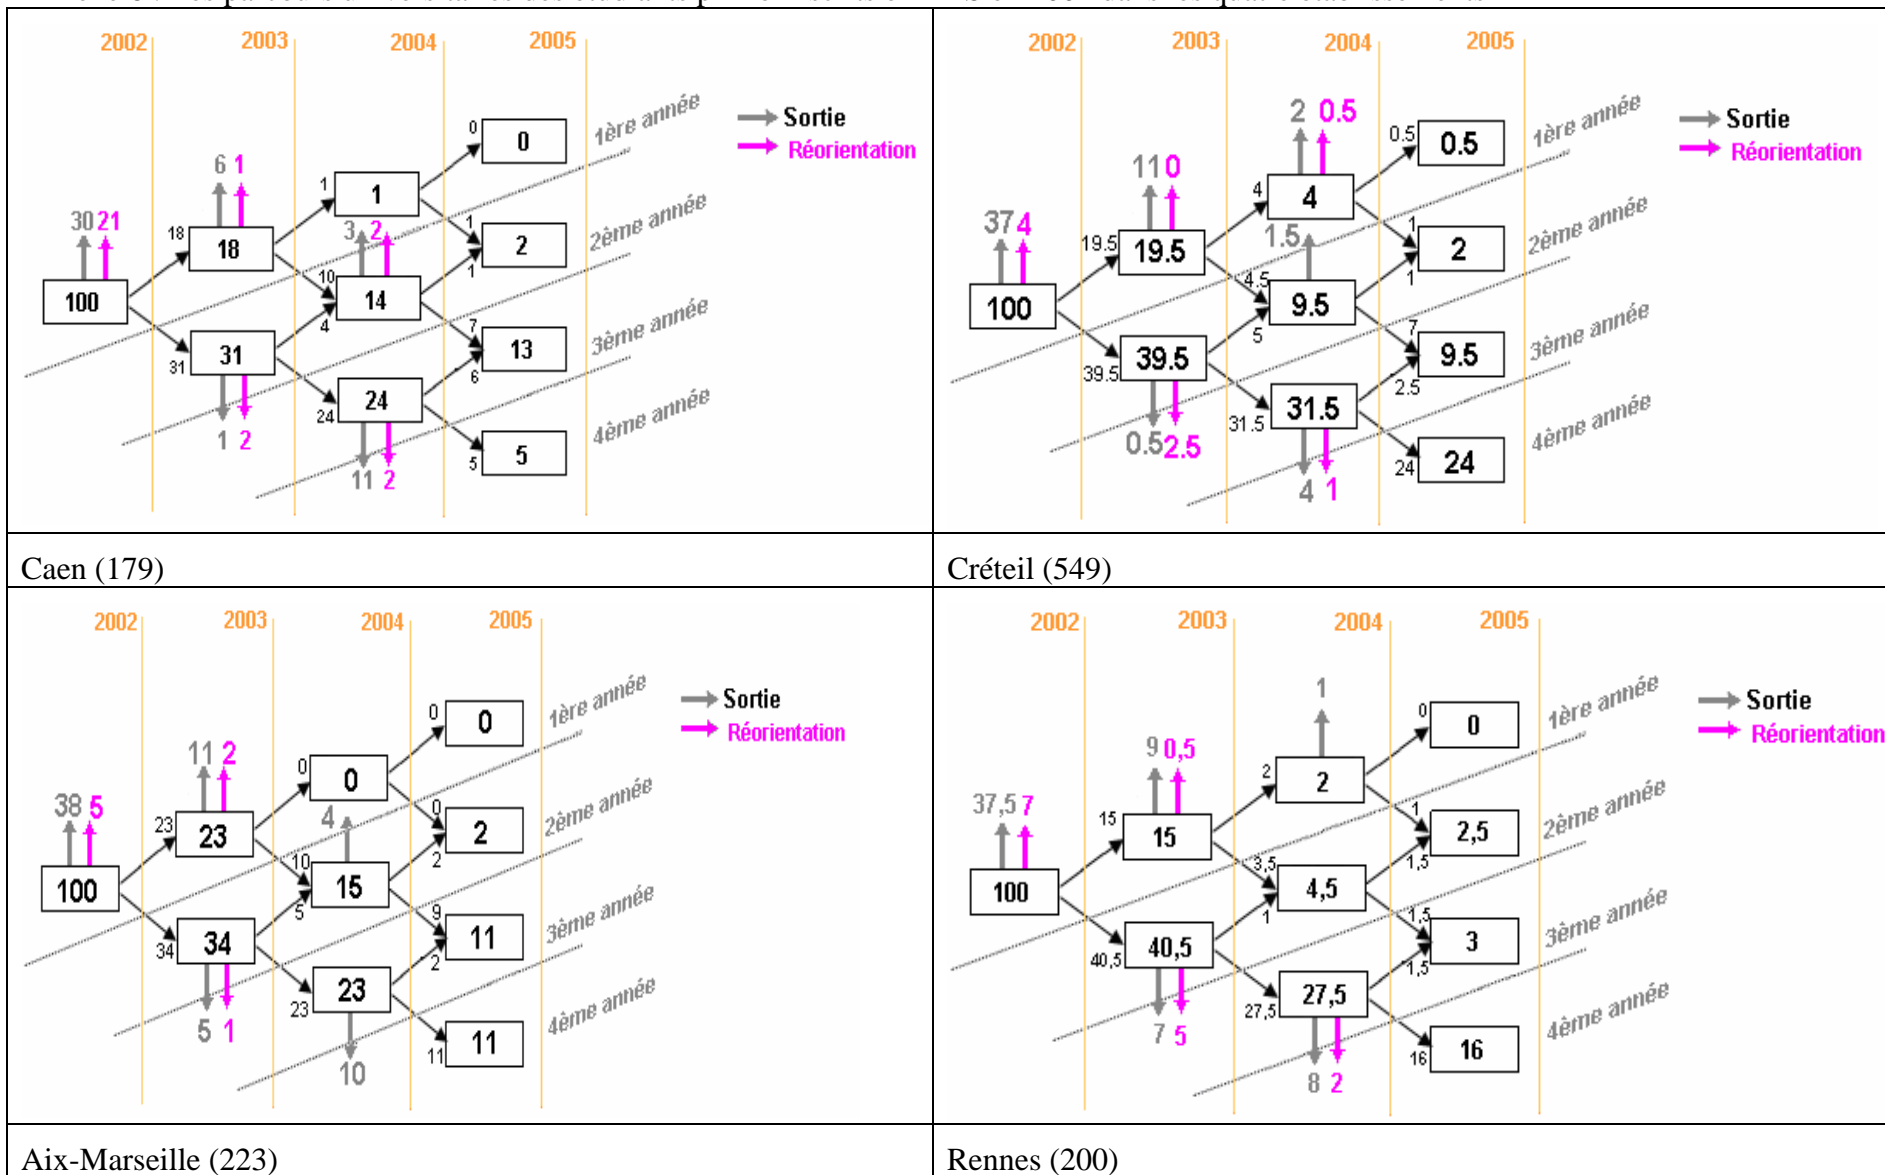 2002 2003 2004 2005
0 0 1ère année
Sortie
Réorientation
6 1
1 1
30 21
18 18
3 2
1 2 2ème année
1
100
10 14
4
31 31
7 13 3ème année
6
24 24
1 2
5 5 4ème année
11 2
Caen (179)
2002 2003 2004 2005
2 0.5
0.5 0.5 1ère année
Sortie
Réorientation
11 0
4 4
37 4
19.5 19.5
1.5
1 2 2ème année
1
100
4.5 9.5
5
39.5 39.5
7 9.5 3ème année
2.5
31.5 31.5
0.5 2.5
24 24 4ème année
4 1
Créteil (549)
2002 2003 2004 2005
0 0 1ère année
Sortie
Réorientation
11 2
0 0
38 5
23 23
4
0 2 2ème année
2
100
10 15
5
34 34
9 11 3ème année
2
23 23
5 1
11 11 4ème année
10
Aix-Marseille (223)
2002 2003 2004 2005
1
0 0 1ère année
Sortie
Réorientation
9 0,5
2 2
37,5 7
15 15
1 2,5 2ème année
1,5
100
3,5 4,5
1
40,5 40,5
1,5 3 3ème année
1,5
27,5 27,5
7 5
16 16 4ème année
8 2
Rennes (200)